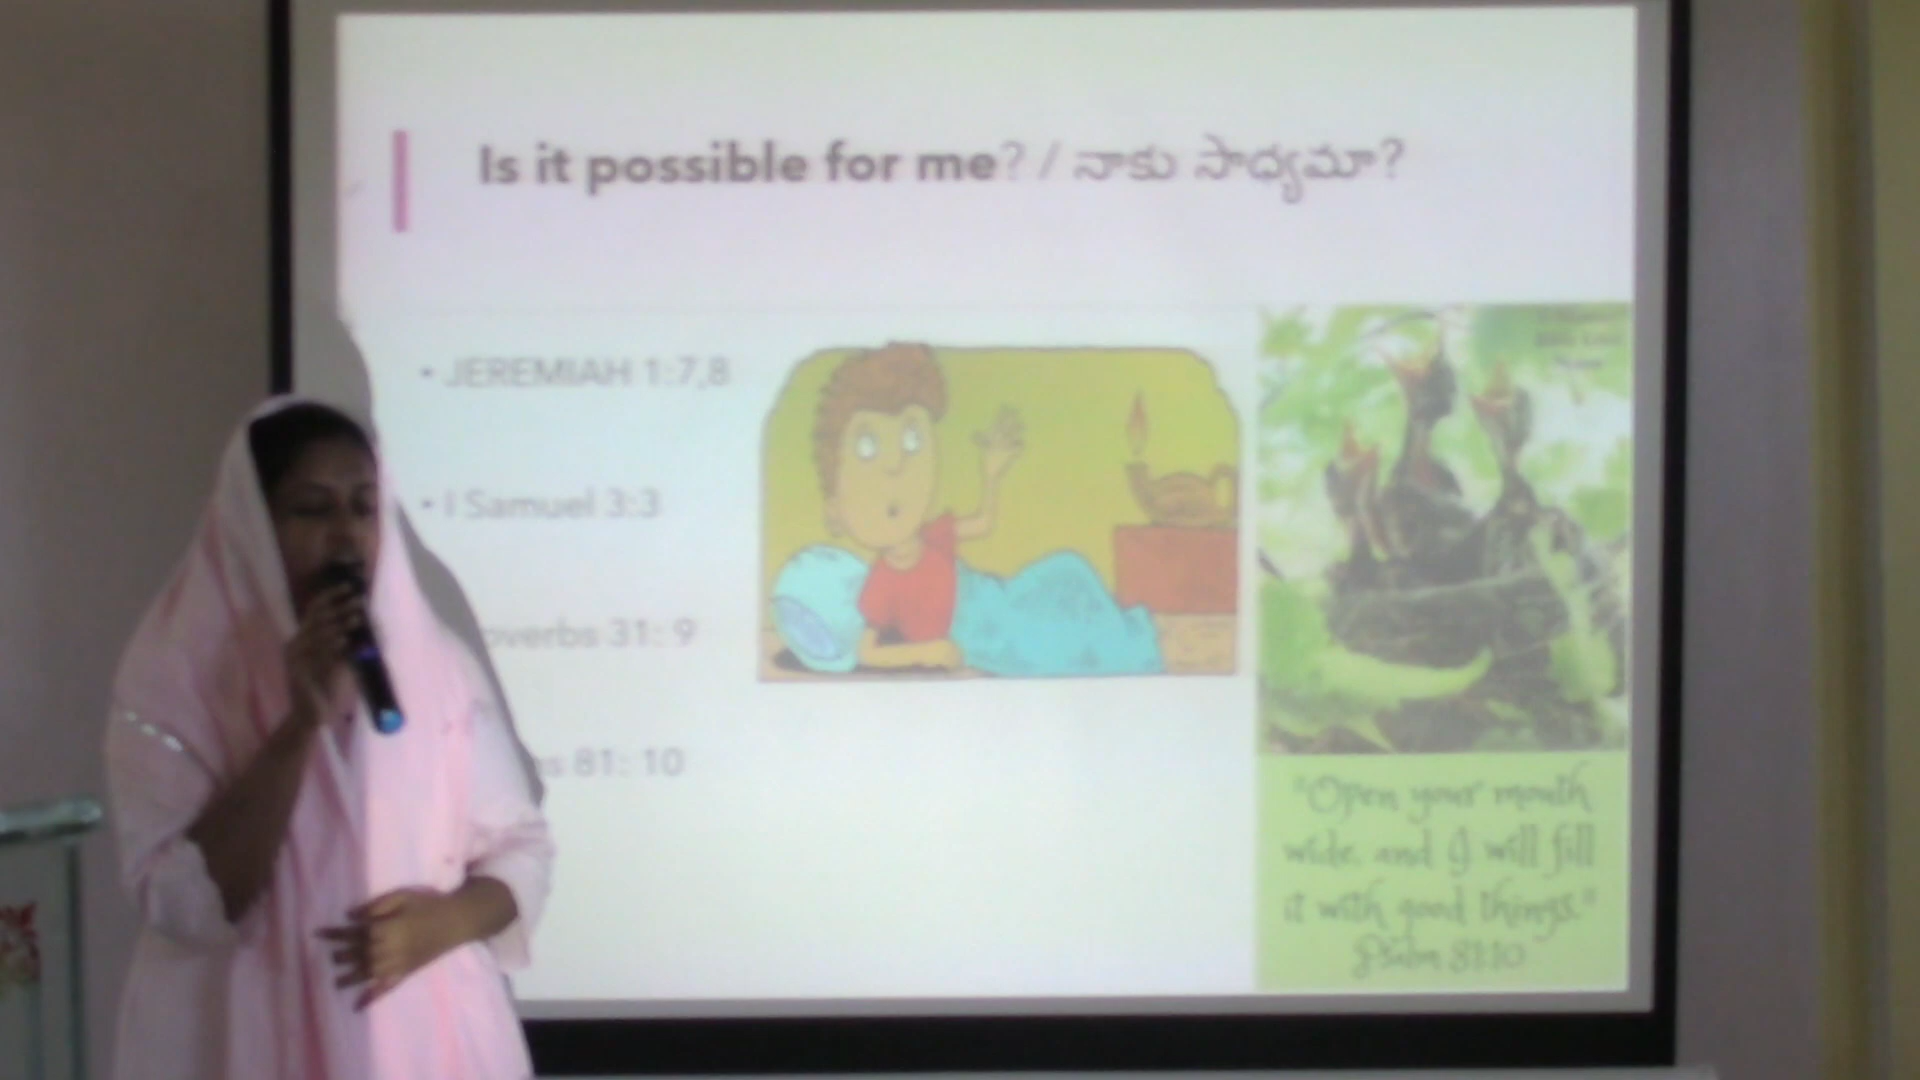 Is it possible for me? / నాకు సాధ్యమా?
• JEREMIAH 1:7,8
• I Samuel 3:3
overbs 31: 9
s 81: 10
"Open your mouth
wide, and I will fill
it with good things."
Psalm 81:10